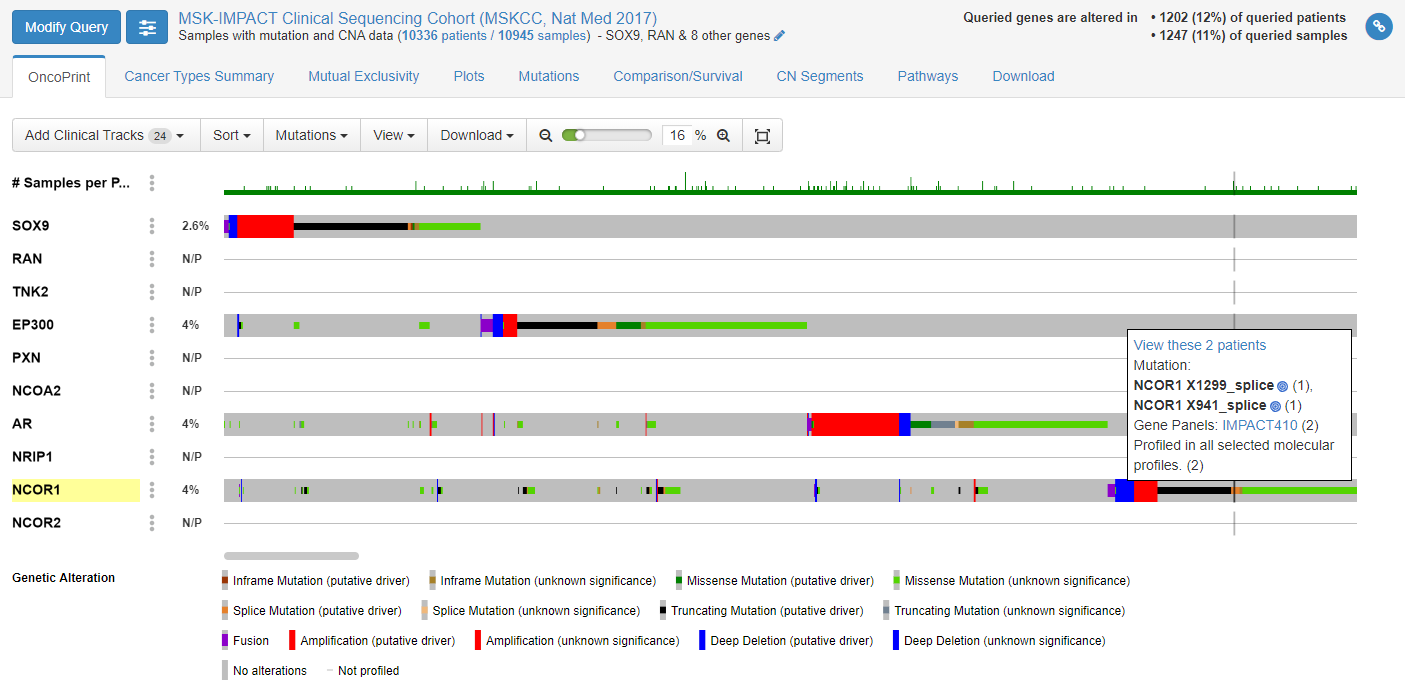 Modify Query
MSK-IMPACT Clinical Sequencing Cohort (MSKCC, Nat Med 2017)
Samples with mutation and CNA data (10336 patients / 10945 samples) - SOX9, RAN & 8 other genes
Queried genes are altered in • 1202 (12%) of queried patients
• 1247 (11%) of queried samples
OncoPrint Cancer Types Summary Mutual Exclusivity Plots Mutations Comparison/Survival CN Segments Pathways Download
Add Clinical Tracks 24 Sort Mutations View Download 16 %
# Samples per P...
SOX9 2.6%
RAN N/P
TNK2 N/P
EP300 4%
PXN N/P
NCOA2 N/P
AR 4%
NRIP1 N/P
NCOR1 4%
NCOR2 N/P
View these 2 patients
Mutation:
NCOR1 X1299_splice (1),
NCOR1 X941_splice (1)
Gene Panels: IMPACT410 (2)
Profiled in all selected molecular
profiles. (2)
Genetic Alteration
Inframe Mutation (putative driver) Inframe Mutation (unknown significance) Missense Mutation (putative driver) Missense Mutation (unknown significance)
Splice Mutation (putative driver) Splice Mutation (unknown significance) Truncating Mutation (putative driver) Truncating Mutation (unknown significance)
Fusion Amplification (putative driver) Amplification (unknown significance) Deep Deletion (putative driver) Deep Deletion (unknown significance)
No alterations Not profiled